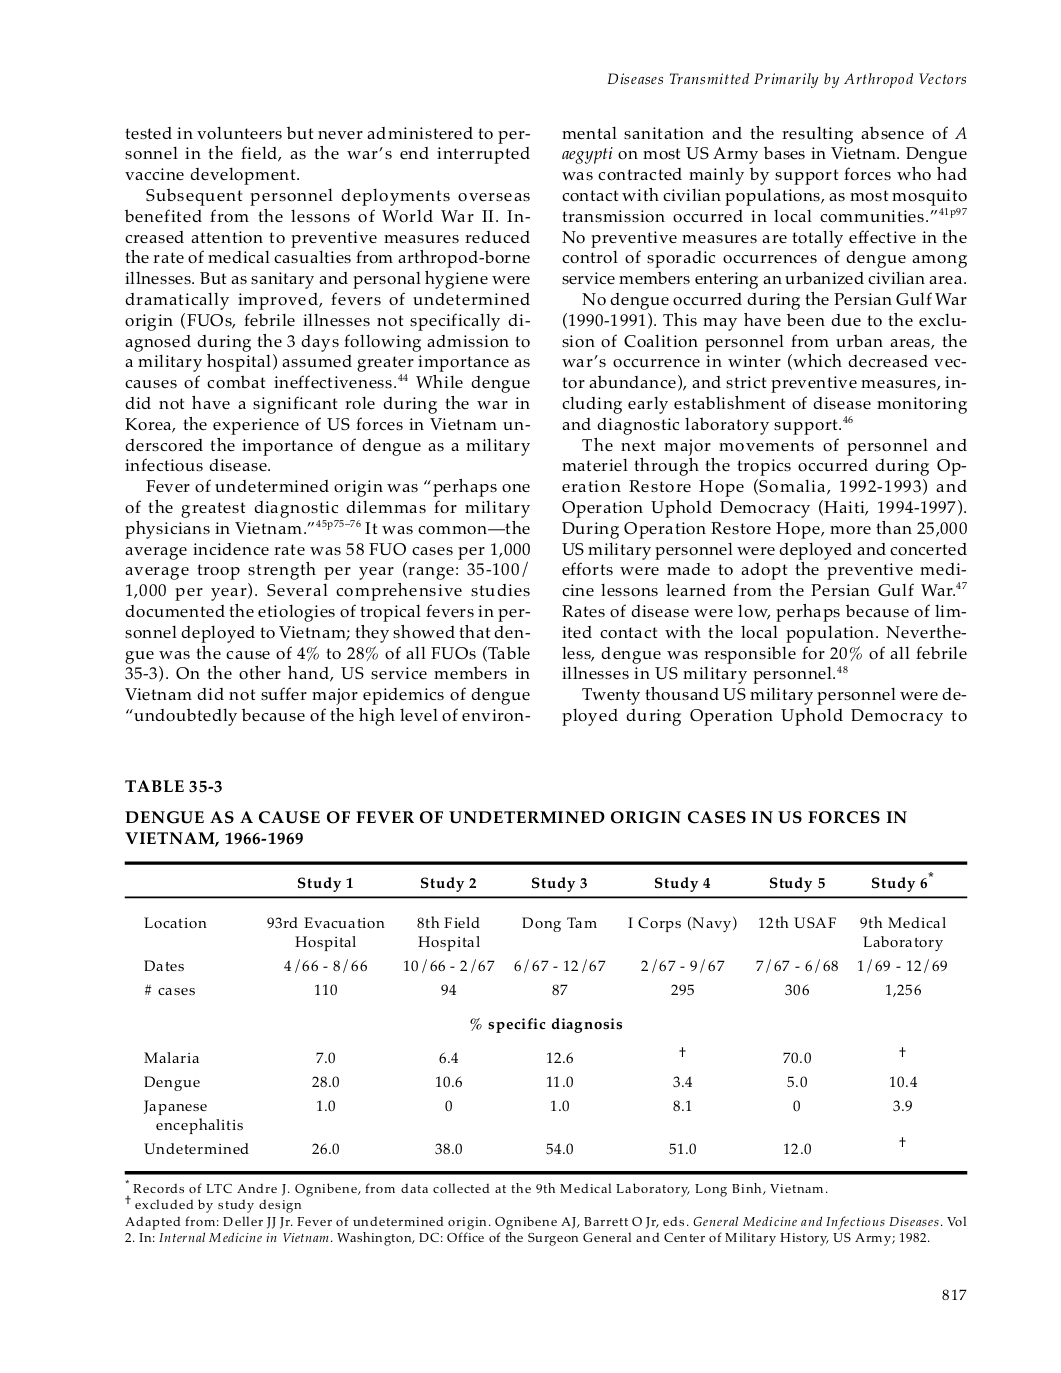 Diseases Transmitted Primarily by Arthropod Vectors
tested in volunteers but never administered to per-
sonnel in the field, as the war's end interrupted
vaccine development.
Subsequent personnel deployments overseas
benefited from the lessons of World War II. In-
creased attention to preventive measures reduced
the rate of medical casualties from arthropod-borne
illnesses. But as sanitary and personal hygiene were
dramatically improved, fevers of undetermined
origin (FUOs, febrile illnesses not specifically di-
agnosed during the 3 days following admission to
a military hospital) assumed greater importance as
causes of combat ineffectiveness.44 While dengue
did not have a significant role during the war in
Korea, the experience of US forces in Vietnam un-
derscored the importance of dengue as a military
infectious disease.
Fever of undetermined origin was “perhaps one
of the greatest diagnostic dilemmas for military
physicians in Vietnam.”45p75–76 It was common—the
average incidence rate was 58 FUO cases per 1,000
average troop strength per year (range: 35-100/
1,000 per year). Several comprehensive studies
documented the etiologies of tropical fevers in per-
sonnel deployed to Vietnam; they showed that den-
gue was the cause of 4% to 28% of all FUOs (Table
35-3). On the other hand, US service members in
Vietnam did not suffer major epidemics of dengue
“undoubtedly because of the high level of environ-
mental sanitation and the resulting absence of A
aegypti on most US Army bases in Vietnam. Dengue
was contracted mainly by support forces who had
contact with civilian populations, as most mosquito
transmission occurred in local communities.”41p97
No preventive measures are totally effective in the
control of sporadic occurrences of dengue among
service members entering an urbanized civilian area.
No dengue occurred during the Persian Gulf War
(1990-1991). This may have been due to the exclu-
sion of Coalition personnel from urban areas, the
war's occurrence in winter (which decreased vec-
tor abundance), and strict preventive measures, in-
cluding early establishment of disease monitoring
and diagnostic laboratory support.46
The next major movements of personnel and
materiel through the tropics occurred during Op-
eration Restore Hope (Somalia, 1992-1993) and
Operation Uphold Democracy (Haiti, 1994-1997).
During Operation Restore Hope, more than 25,000
US military personnel were deployed and concerted
efforts were made to adopt the preventive medi-
cine lessons learned from the Persian Gulf War.47
Rates of disease were low, perhaps because of lim-
ited contact with the local population. Neverthe-
less, dengue was responsible for 20% of all febrile
illnesses in US military personnel.48
Twenty thousand US military personnel were de-
ployed during Operation Uphold Democracy to
TABLE 35-3
DENGUE AS A CAUSE OF FEVER OF UNDETERMINED ORIGIN CASES IN US FORCES IN
VIETNAM, 1966-1969
Study 1 Study 2 Study 3 Study 4 Study 5 Study 6*
Location 93rd Evacuation 8th Field Dong Tam I Corps (Navy) 12th USAF 9th Medical
Hospital Hospital Laboratory
Dates 4/66 - 8/66 10/66 - 2/67 6/67 - 12/67 2/67 - 9/67 7/67 - 6/68 1/69 - 12/69
# cases 110 94 87 295 306 1,256
% specific diagnosis
Malaria 7.0 6.4 12.6 † 70.0 †
Dengue 28.0 10.6 11.0 3.4 5.0 10.4
Japanese 1.0 0 1.0 8.1 0 3.9
encephalitis
Undetermined 26.0 38.0 54.0 51.0 12.0 †
* Records of LTC Andre J. Ognibene, from data collected at the 9th Medical Laboratory, Long Binh, Vietnam.
† excluded by study design
Adapted from: Deller JJ Jr. Fever of undetermined origin. Ognibene AJ, Barrett O Jr, eds. General Medicine and Infectious Diseases. Vol
2. In: Internal Medicine in Vietnam. Washington, DC: Office of the Surgeon General and Center of Military History, US Army; 1982.
817